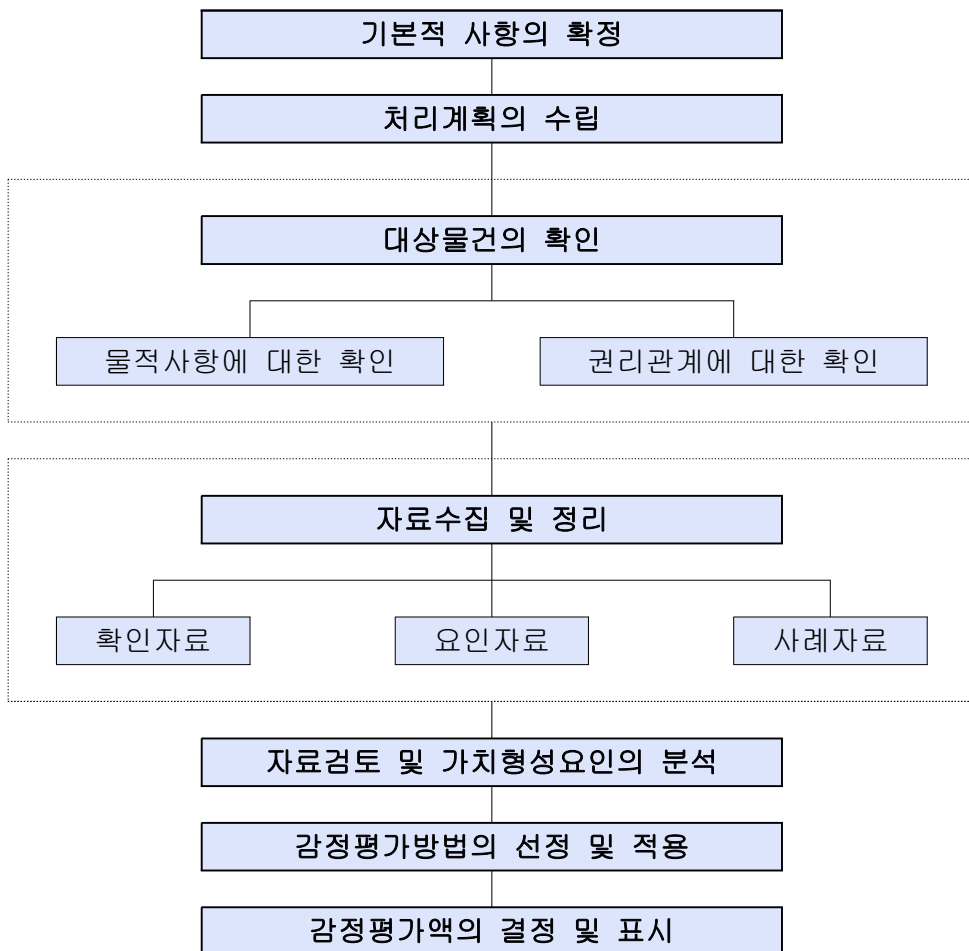 기본적 사항의 확정
처리계획의 수립
대상물건의 확인
물적사항에 대한 확인
권리관계에 대한 확인
자료수집 및 정리
확인자료
요인자료
사례자료
자료검토 및 가치형성요인의 분석
감정평가방법의 선정 및 적용
감정평가액의 결정 및 표시